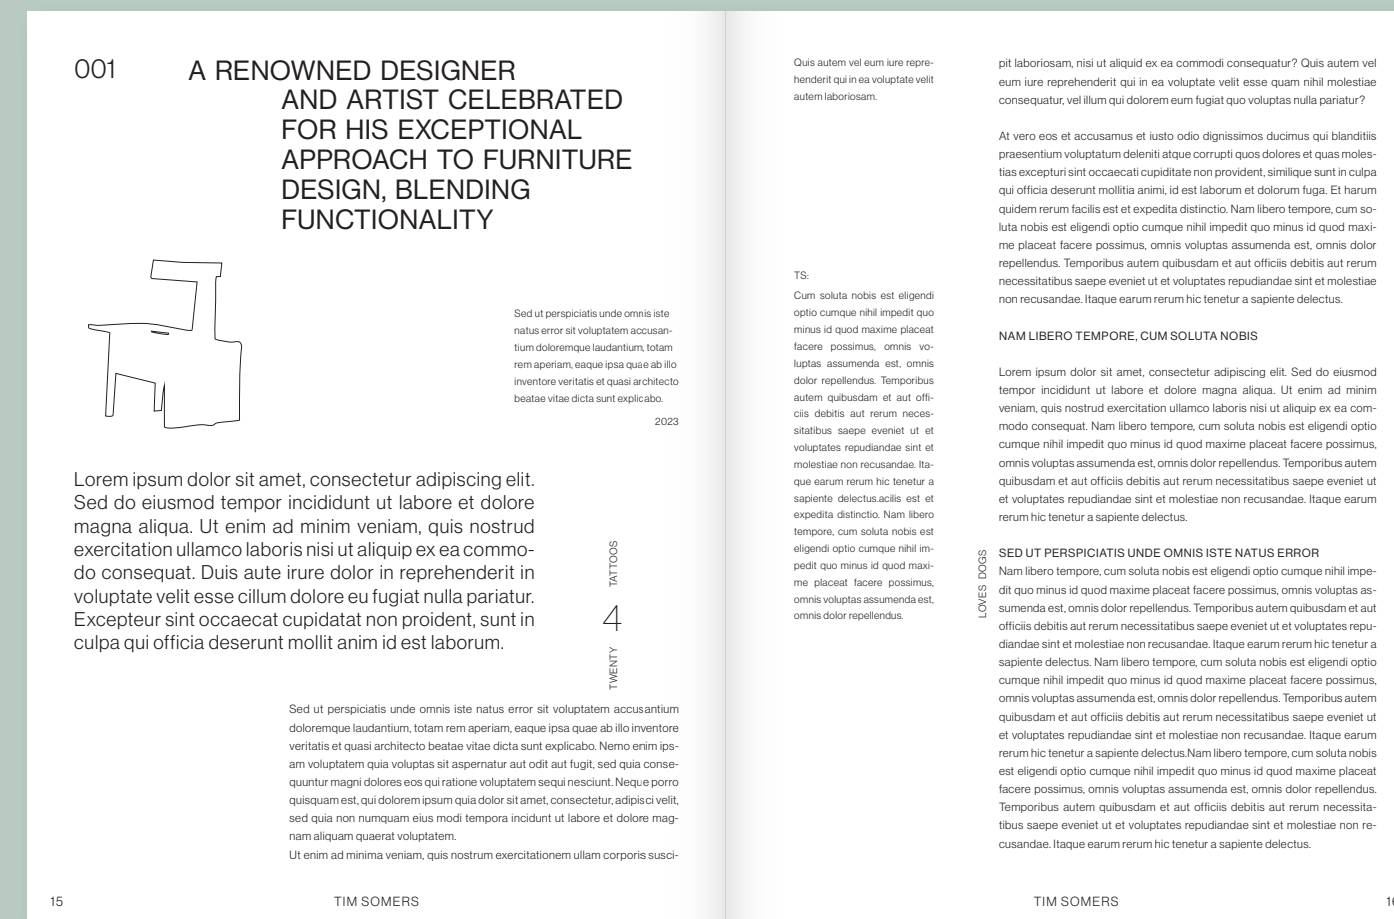 001
A RENOWNED DESIGNER
AND ARTIST CELEBRATED
FOR HIS EXCEPTIONAL
APPROACH TO FURNITURE
DESIGN, BLENDING
FUNCTIONALITY
Sed ut perspiciatis unde omnis iste
natus error sit voluptatem accusan-
tium doloremque laudantium, totam
rem aperiam, eaque ipsa quae ab illo
inventore veritatis et quasi architecto
beatae vitae dicta sunt explicabo.
2023
Lorem ipsum dolor sit amet, consectetur adipiscing elit.
Sed do eiusmod tempor incididunt ut labore et dolore
magna aliqua. Ut enim ad minim veniam, quis nostrud
exercitation ullamco laboris nisi ut aliquip ex ea commo-
do consequat. Duis aute irure dolor in reprehenderit in
voluptate velit esse cillum dolore eu fugiat nulla pariatur.
Excepteur sint occaecat cupidatat non proident, sunt in
culpa qui officia deserunt mollit anim id est laborum.
TWENTY 4 TATTOOS
Sed ut perspiciatis unde omnis iste natus error sit voluptatem accusantium
doloremque laudantium, totam rem aperiam, eaque ipsa quae ab illo inventore
veritatis et quasi architecto beatae vitae dicta sunt explicabo. Nemo enim ips-
am voluptatem quia voluptas sit aspernatur aut odit aut fugit, sed quia conse-
quuntur magni dolores eos qui ratione voluptatem sequi nesciunt. Neque porro
quisquam est, qui dolorem ipsum quia dolor sit amet, consectetur, adipisci velit,
sed quia non numquam eius modi tempora incidunt ut labore et dolore mag-
nam aliquam quaerat voluptatem.
Ut enim ad minima veniam, quis nostrum exercitationem ullam corporis susci-
15
TIM SOMERS
Quis autem vel eum iure repre-
henderit qui in ea voluptate velit
autem laboriosam.
TS:
Cum soluta nobis est eligendi
optio cumque nihil impedit quo
minus id quod maxime placeat
facere possimus, omnis vo-
luptas assumenda est, omnis
dolor repellendus. Temporibus
autem quibusdam et aut offi-
ciis debitis aut rerum neces-
sitatibus saepe eveniet ut et
voluptates repudiandae sint et
molestiae non recusandae. Ita-
que earum rerum hic tenetur a
sapiente delectus.acilis est et
expedita distinctio. Nam libero
tempore, cum soluta nobis est
eligendi optio cumque nihil im-
pedit quo minus id quod maxi-
me placeat facere possimus,
omnis voluptas assumenda est,
omnis dolor repellendus.
LOVES DOGS
pit laboriosam, nisi ut aliquid ex ea commodi consequatur? Quis autem vel
eum iure reprehenderit qui in ea voluptate velit esse quam nihil molestiae
consequatur, vel illum qui dolorem eum fugiat quo voluptas nulla pariatur?
At vero eos et accusamus et iusto odio dignissimos ducimus qui blanditiis
praesentium voluptatum deleniti atque corrupti quos dolores et quas moles-
tias excepturi sint occaecati cupiditate non provident, similique sunt in culpa
qui officia deserunt mollitia animi, id est laborum et dolorum fuga. Et harum
quidem rerum facilis est et expedita distinctio. Nam libero tempore, cum so-
luta nobis est eligendi optio cumque nihil impedit quo minus id quod maxi-
me placeat facere possimus, omnis voluptas assumenda est, omnis dolor
repellendus. Temporibus autem quibusdam et aut officiis debitis aut rerum
necessitatibus saepe eveniet ut et voluptates repudiandae sint et molestiae
non recusandae. Itaque earum rerum hic tenetur a sapiente delectus.
NAM LIBERO TEMPORE, CUM SOLUTA NOBIS
Lorem ipsum dolor sit amet, consectetur adipiscing elit. Sed do eiusmod
tempor incididunt ut labore et dolore magna aliqua. Ut enim ad minim
veniam, quis nostrud exercitation ullamco laboris nisi ut aliquip ex ea com-
modo consequat. Nam libero tempore, cum soluta nobis est eligendi optio
cumque nihil impedit quo minus id quod maxime placeat facere possimus,
omnis voluptas assumenda est, omnis dolor repellendus. Temporibus autem
quibusdam et aut officiis debitis aut rerum necessitatibus saepe eveniet ut
et voluptates repudiandae sint et molestiae non recusandae. Itaque earum
rerum hic tenetur a sapiente delectus.
SED UT PERSPICIATIS UNDE OMNIS ISTE NATUS ERROR
Nam libero tempore, cum soluta nobis est eligendi optio cumque nihil impe-
dit quo minus id quod maxime placeat facere possimus, omnis voluptas as-
sumenda est, omnis dolor repellendus. Temporibus autem quibusdam et aut
officiis debitis aut rerum necessitatibus saepe eveniet ut et voluptates repu-
diandae sint et molestiae non recusandae. Itaque earum rerum hic tenetur a
sapiente delectus. Nam libero tempore, cum soluta nobis est eligendi optio
cumque nihil impedit quo minus id quod maxime placeat facere possimus,
omnis voluptas assumenda est, omnis dolor repellendus. Temporibus autem
quibusdam et aut officiis debitis aut rerum necessitatibus saepe eveniet ut
et voluptates repudiandae sint et molestiae non recusandae. Itaque earum
rerum hic tenetur a sapiente delectus.Nam libero tempore, cum soluta nobis
est eligendi optio cumque nihil impedit quo minus id quod maxime placeat
facere possimus, omnis voluptas assumenda est, omnis dolor repellendus.
Temporibus autem quibusdam et aut officiis debitis aut rerum necessita-
tibus saepe eveniet ut et voluptates repudiandae sint et molestiae non re-
cusandae. Itaque earum rerum hic tenetur a sapiente delectus.
TIM SOMERS